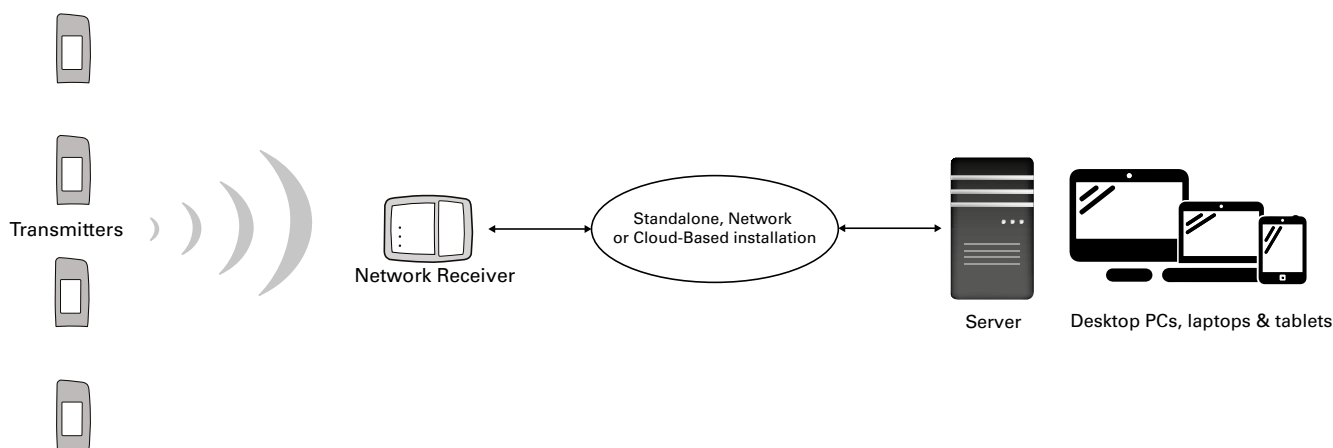 Transmitters
Network Receiver
Standalone, Network
or Cloud-Based installation
Server
Desktop PCs, laptops & tablets